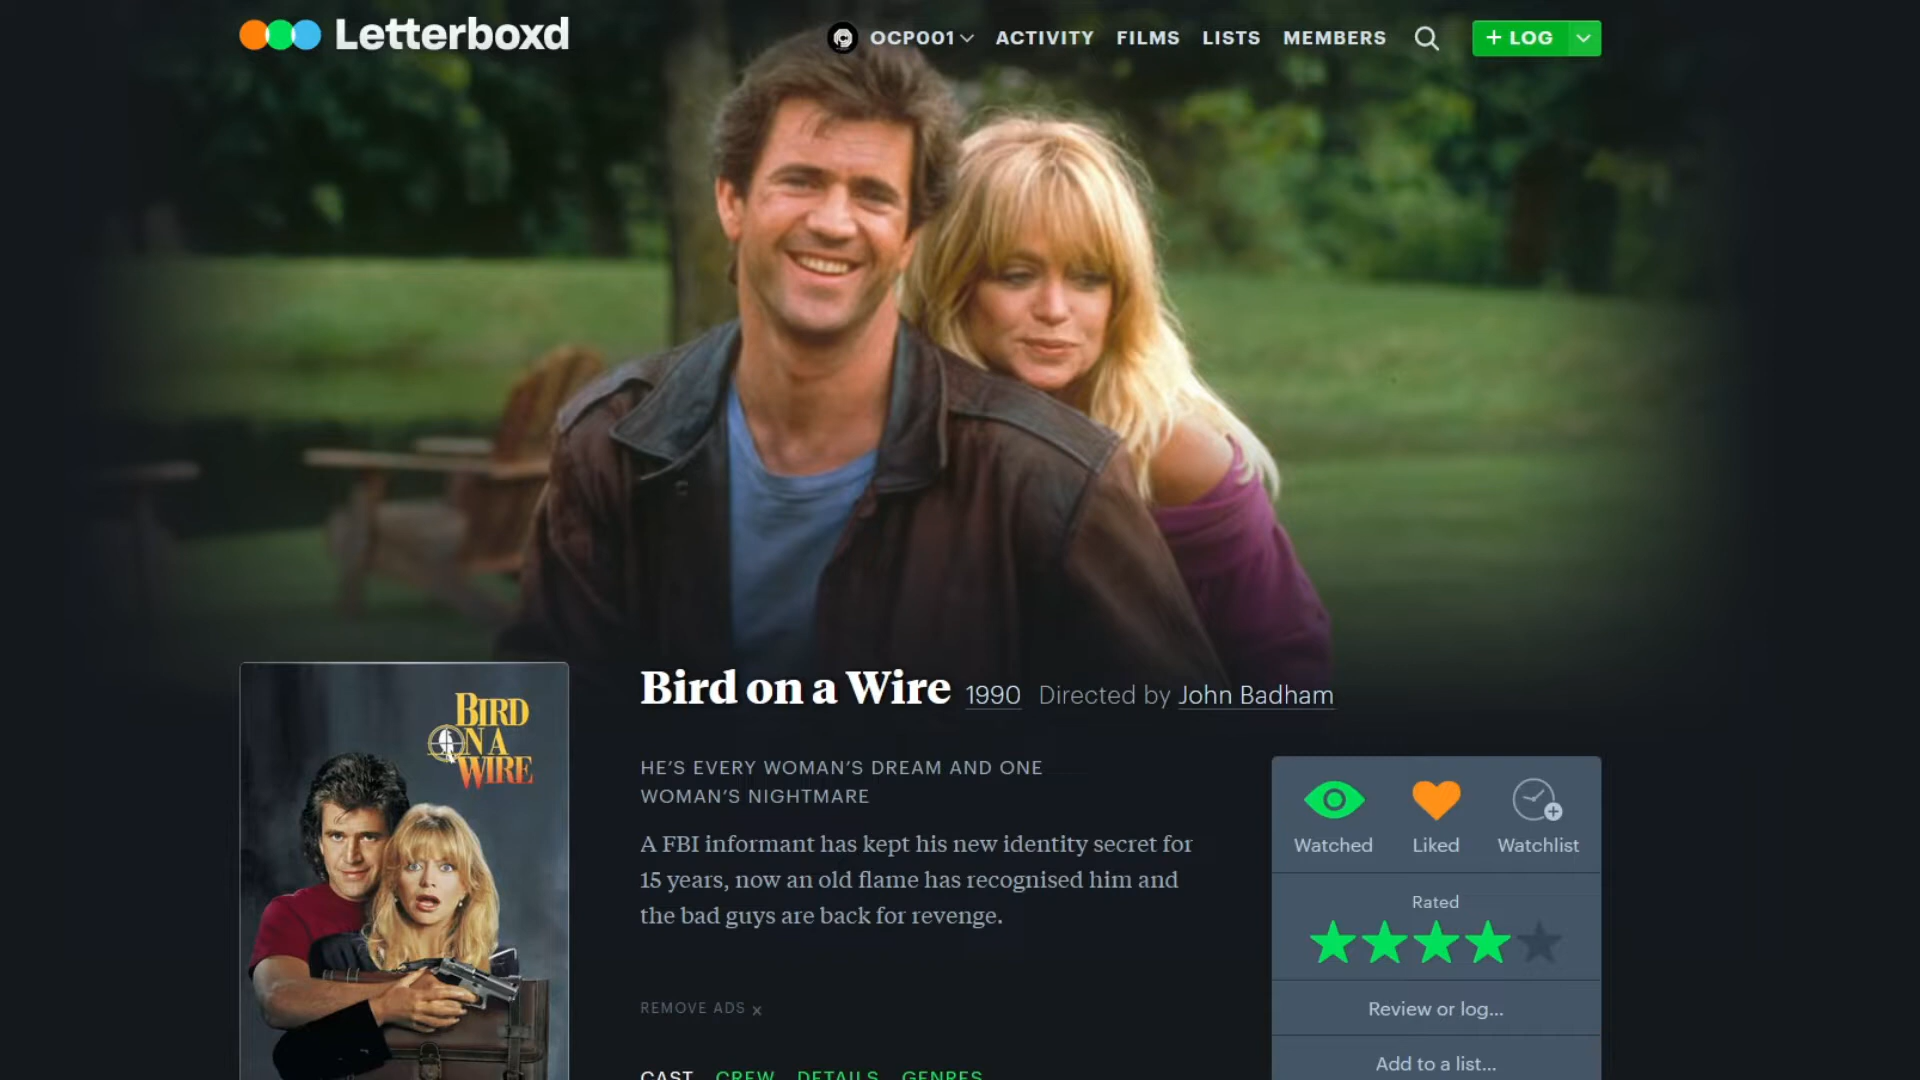 Letterboxd
OCP001 ACTIVITY FILMS LISTS MEMBERS + LOG
Bird on a Wire 1990 Directed by John Badham
BIRD
ON A
WIRE
HE'S EVERY WOMAN'S DREAM AND ONE
WOMAN'S NIGHTMARE
A FBI informant has kept his new identity secret for
15 years, now an old flame has recognised him and
the bad guys are back for revenge.
REMOVE ADS x
CAST CREW DETAILS GENRES
Watched Liked Watchlist
Rated
Review or log...
Add to a list...